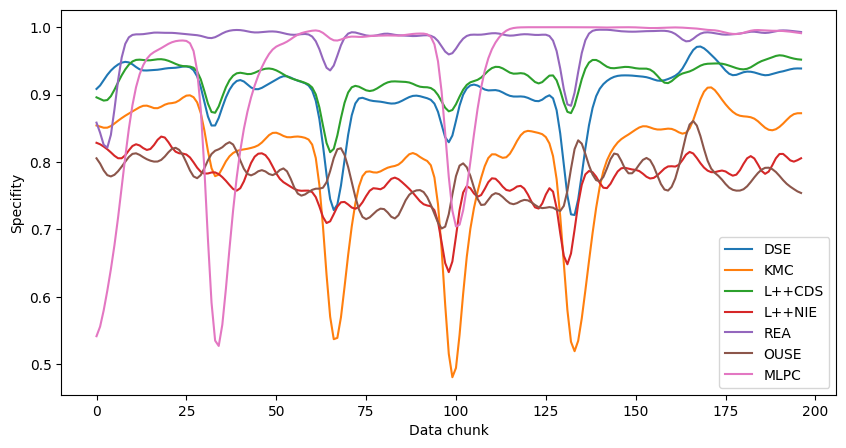 1.0
0.9
0.8
0.7
0.6
0.5
Specifity
0 25 50 75 100 125 150 175 200
Data chunk
DSE
KMC
L++CDS
L++NIE
REA
OUSE
MLPC